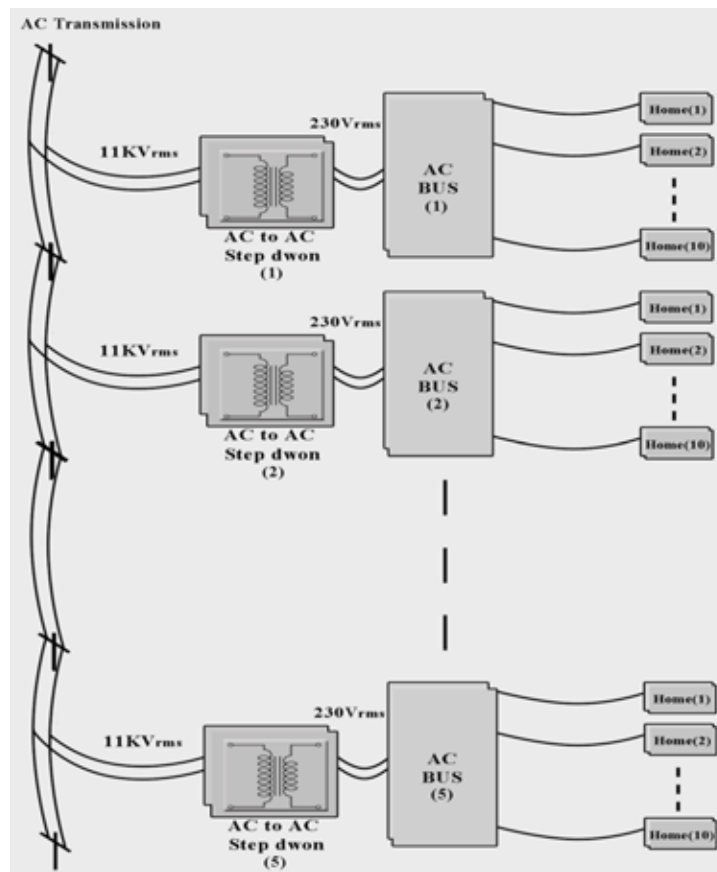 AC Transmission
11KVrms
230Vrms
AC to AC
Step dwon
(1)
AC
BUS
(1)
Home(1)
Home(2)
Home(10)
11KVrms
230Vrms
AC to AC
Step dwon
(2)
AC
BUS
(2)
Home(1)
Home(2)
Home(10)
11KVrms
230Vrms
AC to AC
Step dwon
(5)
AC
BUS
(5)
Home(1)
Home(2)
Home(10)